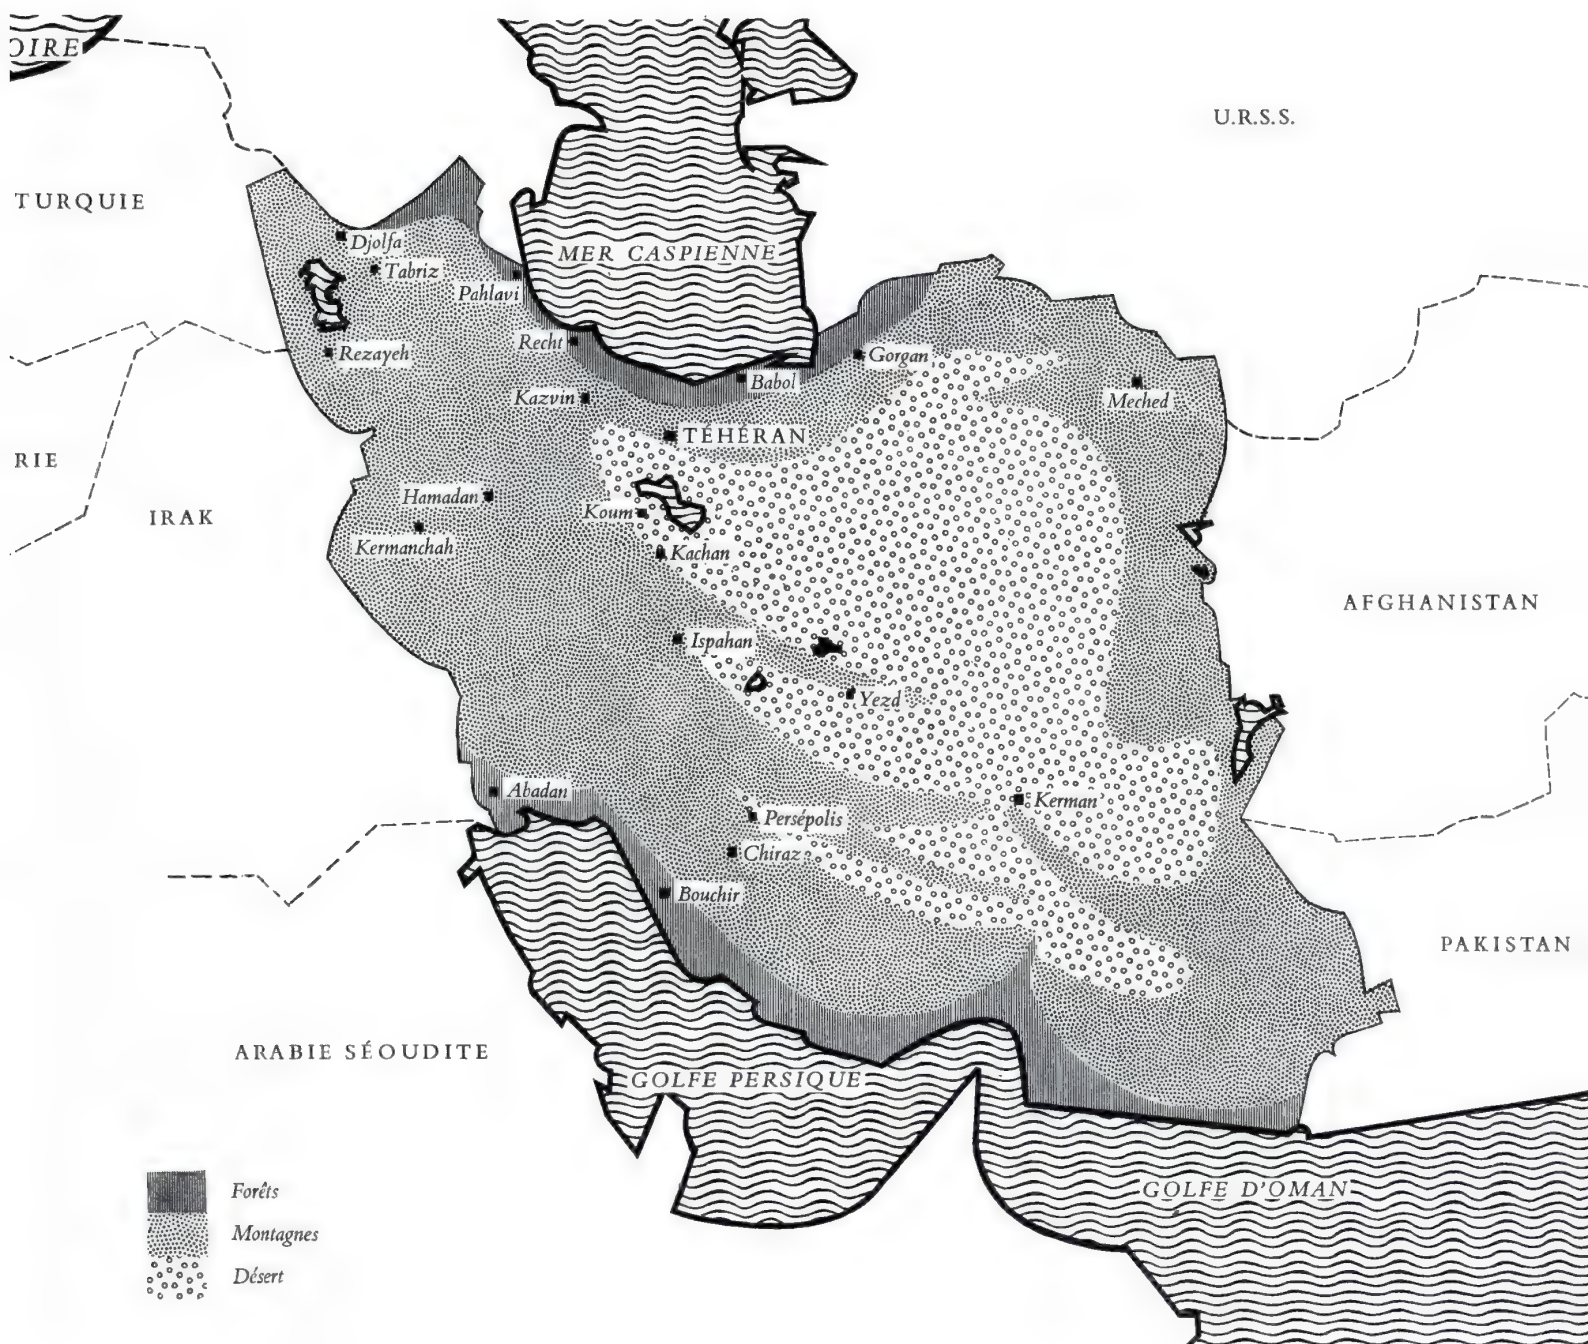 OIRE
U.R.S.S.
TURQUIE
Djolfa
MER CASPIENNE
Tabriz
Pahlavi
Recht
Rezayeh
Gorgan
Babol
Kazvin
Meched
TÉHÉRAN
RIE
Hamadan
IRAK
Koum
Kermanchah
Kachan
AFGHANISTAN
Ispahan
Yezd
Abadan
Kerman
Persépolis
Chiraz
Bouchir
PAKISTAN
ARABIE SÉOUDITE
GOLFE PERSIQUE
GOLFE D'OMAN
Forêts
Montagnes
Désert